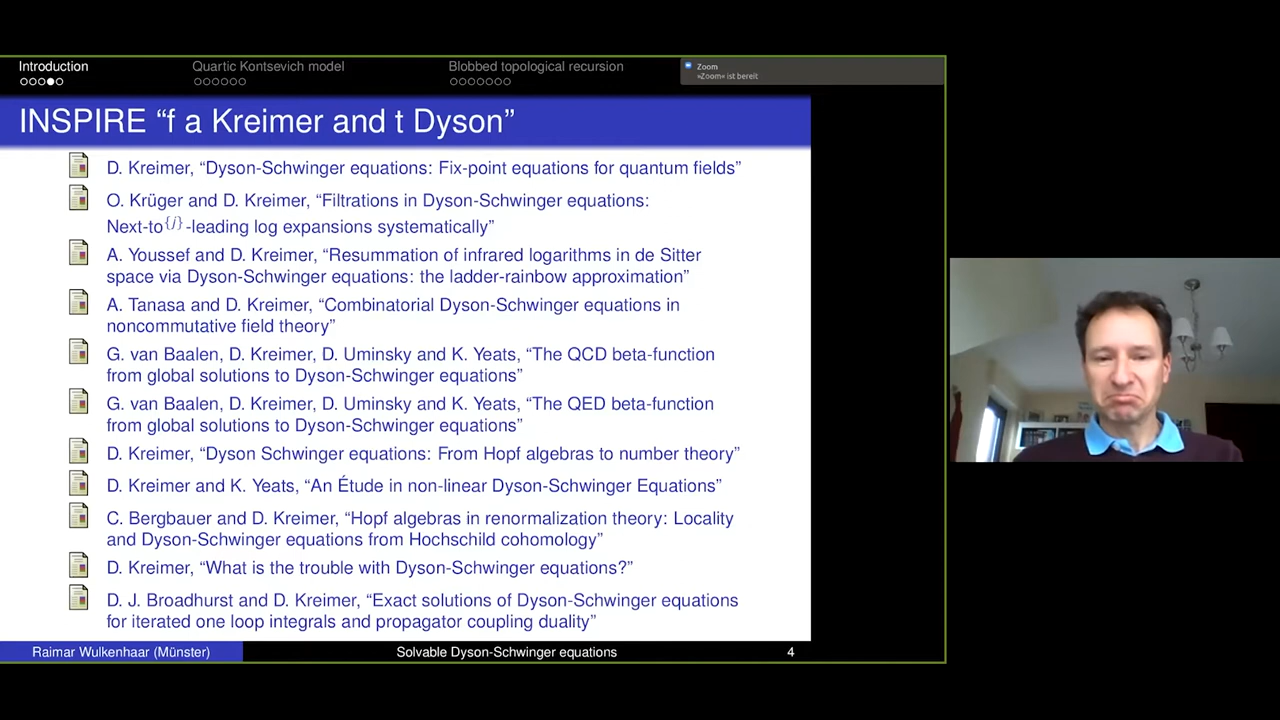 Introduction
Quartic Kontsevich model
Blobbed topological recursion
Zoom
»Zoom« ist bereit
INSPIRE “f a Kreimer and t Dyson”
D. Kreimer, “Dyson-Schwinger equations: Fix-point equations for quantum fields”
O. Krüger and D. Kreimer, “Filtrations in Dyson-Schwinger equations:
Next-to^{j}-leading log expansions systematically”
A. Youssef and D. Kreimer, “Resummation of infrared logarithms in de Sitter
space via Dyson-Schwinger equations: the ladder-rainbow approximation”
A. Tanasa and D. Kreimer, “Combinatorial Dyson-Schwinger equations in
noncommutative field theory”
G. van Baalen, D. Kreimer, D. Uminsky and K. Yeats, “The QCD beta-function
from global solutions to Dyson-Schwinger equations”
G. van Baalen, D. Kreimer, D. Uminsky and K. Yeats, “The QED beta-function
from global solutions to Dyson-Schwinger equations”
D. Kreimer, “Dyson Schwinger equations: From Hopf algebras to number theory”
D. Kreimer and K. Yeats, “An Étude in non-linear Dyson-Schwinger Equations”
C. Bergbauer and D. Kreimer, “Hopf algebras in renormalization theory: Locality
and Dyson-Schwinger equations from Hochschild cohomology”
D. Kreimer, “What is the trouble with Dyson-Schwinger equations?”
D. J. Broadhurst and D. Kreimer, “Exact solutions of Dyson-Schwinger equations
for iterated one loop integrals and propagator coupling duality”
Raimar Wulkenhaar (Münster)
Solvable Dyson-Schwinger equations
4